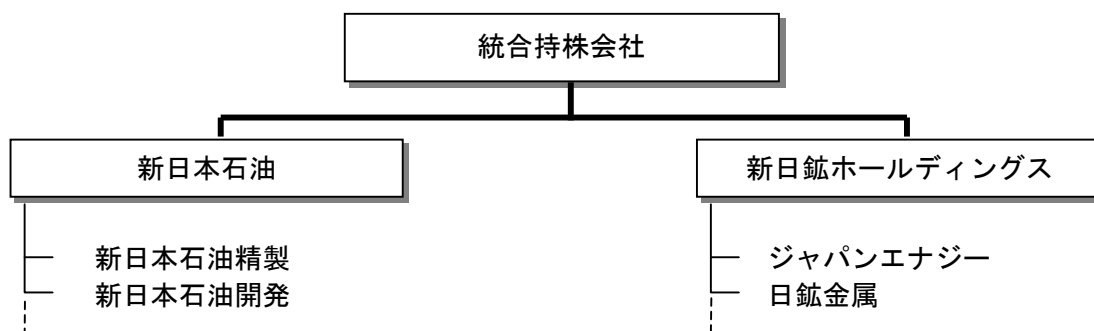 統合持株会社
新日本石油
新日鉱ホールディングス
新日本石油精製
新日本石油開発
ジャパンエナジー
日鉱金属